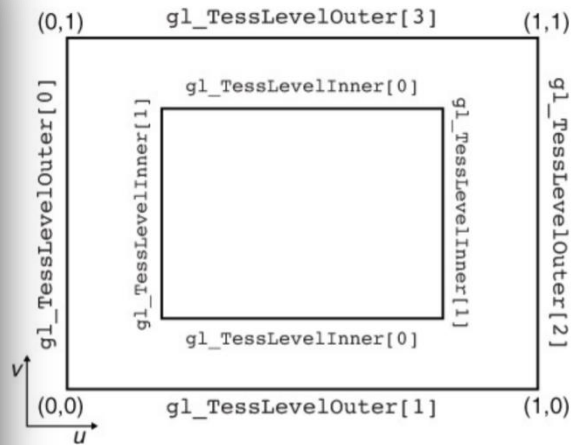 (0,1) gl_TessLevelOuter[3] (1,1)
gl_TessLevelOuter[0]
gl_TessLevelInner[0]
gl_TessLevelInner[1]
gl_TessLevelInner[1]
gl_TessLevelOuter[2]
gl_TessLevelInner[0]
v
(0,0) gl_TessLevelOuter[1] (1,0)
u